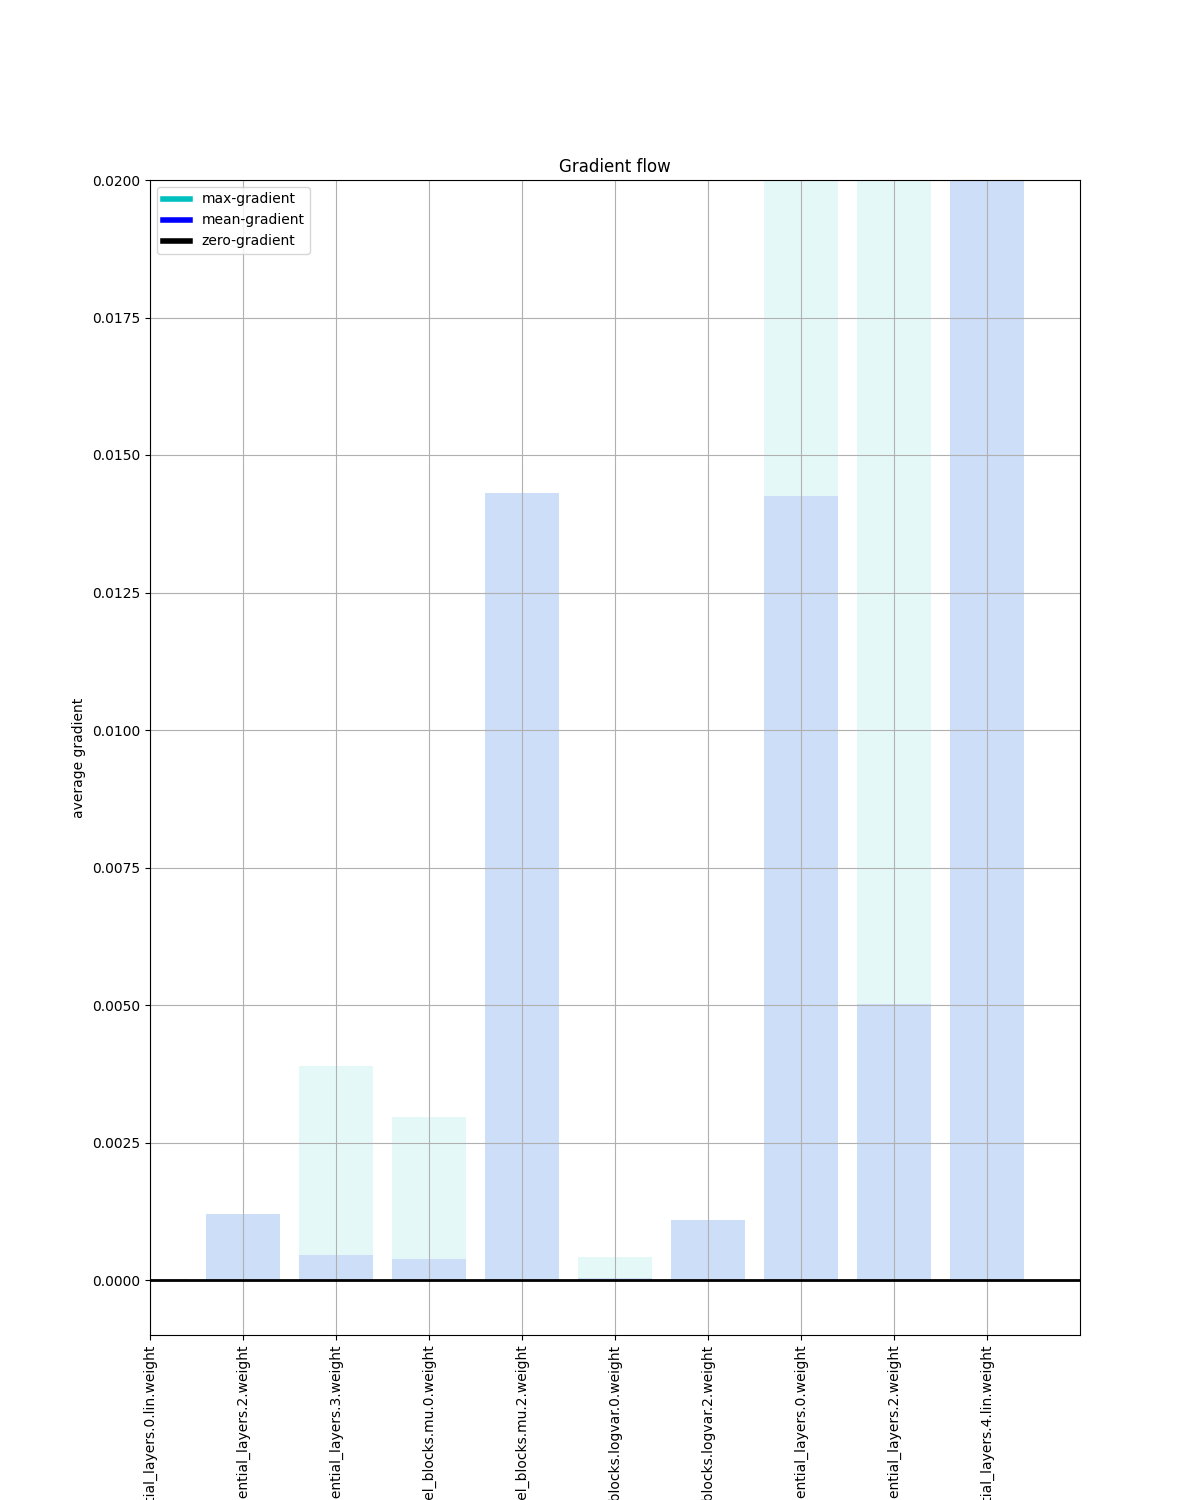 Gradient flow
max-gradient
mean-gradient
zero-gradient
0.0200
0.0175
0.0150
0.0125
0.0100
0.0075
0.0050
0.0025
0.0000
average gradient
tial_layers.0.lin.weight
ential_layers.2.weight
ential_layers.3.weight
el_blocks.mu.0.weight
el_blocks.mu.2.weight
blocks.logvar.0.weight
blocks.logvar.2.weight
ential_layers.0.weight
ential_layers.2.weight
tial_layers.4.lin.weight